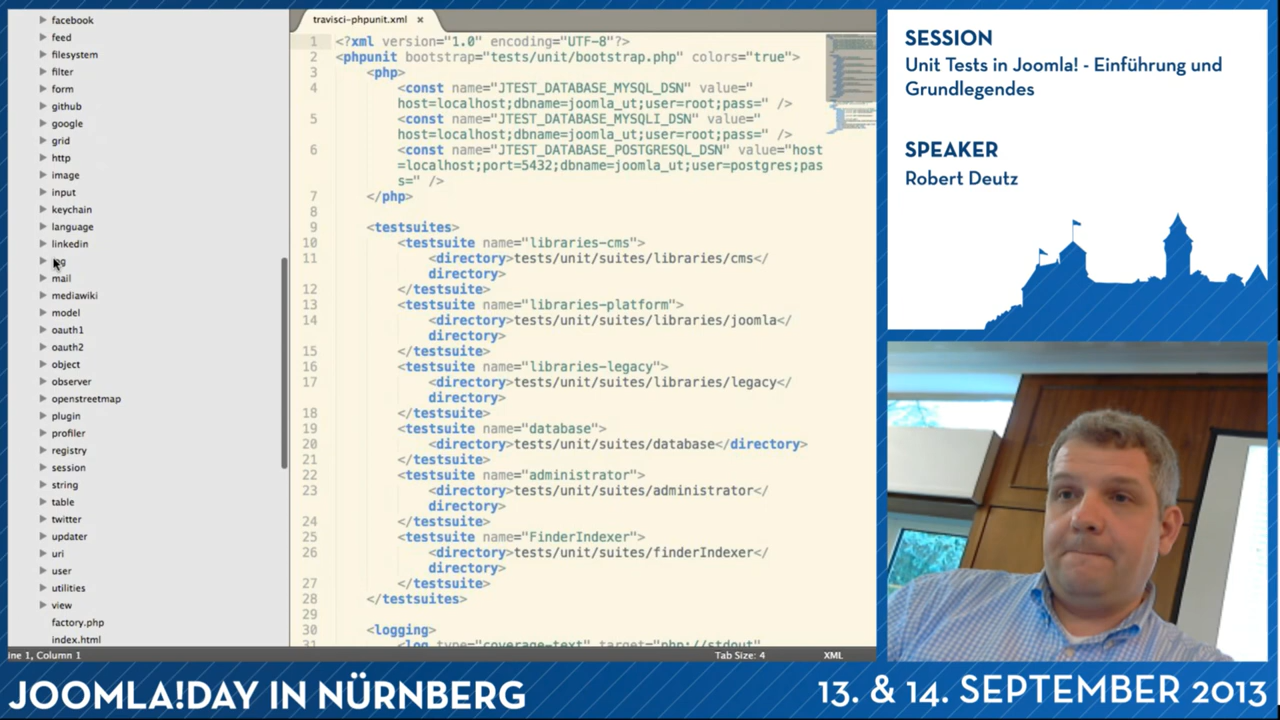 facebook
feed
filesystem
filter
form
github
google
grid
http
image
input
keychain
language
linkedin
mail
mediawiki
model
oauth1
oauth2
object
observer
openstreetmap
plugin
profiler
registry
session
string
table
twitter
updater
uri
user
utilities
view
factory.php
index.html
travisci-phpunit.xml ×
1 <?xml version="1.0" encoding="UTF-8"?>
2 <phpunit bootstrap="tests/unit/bootstrap.php" colors="true">
3 <php>
4 <const name="JTEST_DATABASE_MYSQL_DSN" value="
host=localhost;dbname=joomla_ut;user=root;pass=" />
5 <const name="JTEST_DATABASE_MYSQLI_DSN" value="
host=localhost;dbname=joomla_ut;user=root;pass=" />
6 <const name="JTEST_DATABASE_POSTGRESQL_DSN" value="host
=localhost;port=5432;dbname=joomla_ut;user=postgres;pas
s=" />
7 </php>
8
9 <testsuites>
10 <testsuite name="libraries-cms">
11 <directory>tests/unit/suites/libraries/cms</
directory>
12 </testsuite>
13 <testsuite name="libraries-platform">
14 <directory>tests/unit/suites/libraries/joomla</
directory>
15 </testsuite>
16 <testsuite name="libraries-legacy">
17 <directory>tests/unit/suites/libraries/legacy</
directory>
18 </testsuite>
19 <testsuite name="database">
20 <directory>tests/unit/suites/database</directory>
21 </testsuite>
22 <testsuite name="administrator">
23 <directory>tests/unit/suites/administrator</
directory>
24 </testsuite>
25 <testsuite name="FinderIndexer">
26 <directory>tests/unit/suites/finderIndexer</
directory>
27 </testsuite>
28 </testsuites>
29
30 <logging>
31 <log type="coverage-text" target="php://stdout"
ine 1, Column 1
Tab Size: 4
XML
SESSION
Unit Tests in Joomla! - Einführung und
Grundlegendes
SPEAKER
Robert Deutz
JOOMLA!DAY IN NÜRNBERG
13. & 14. SEPTEMBER 2013